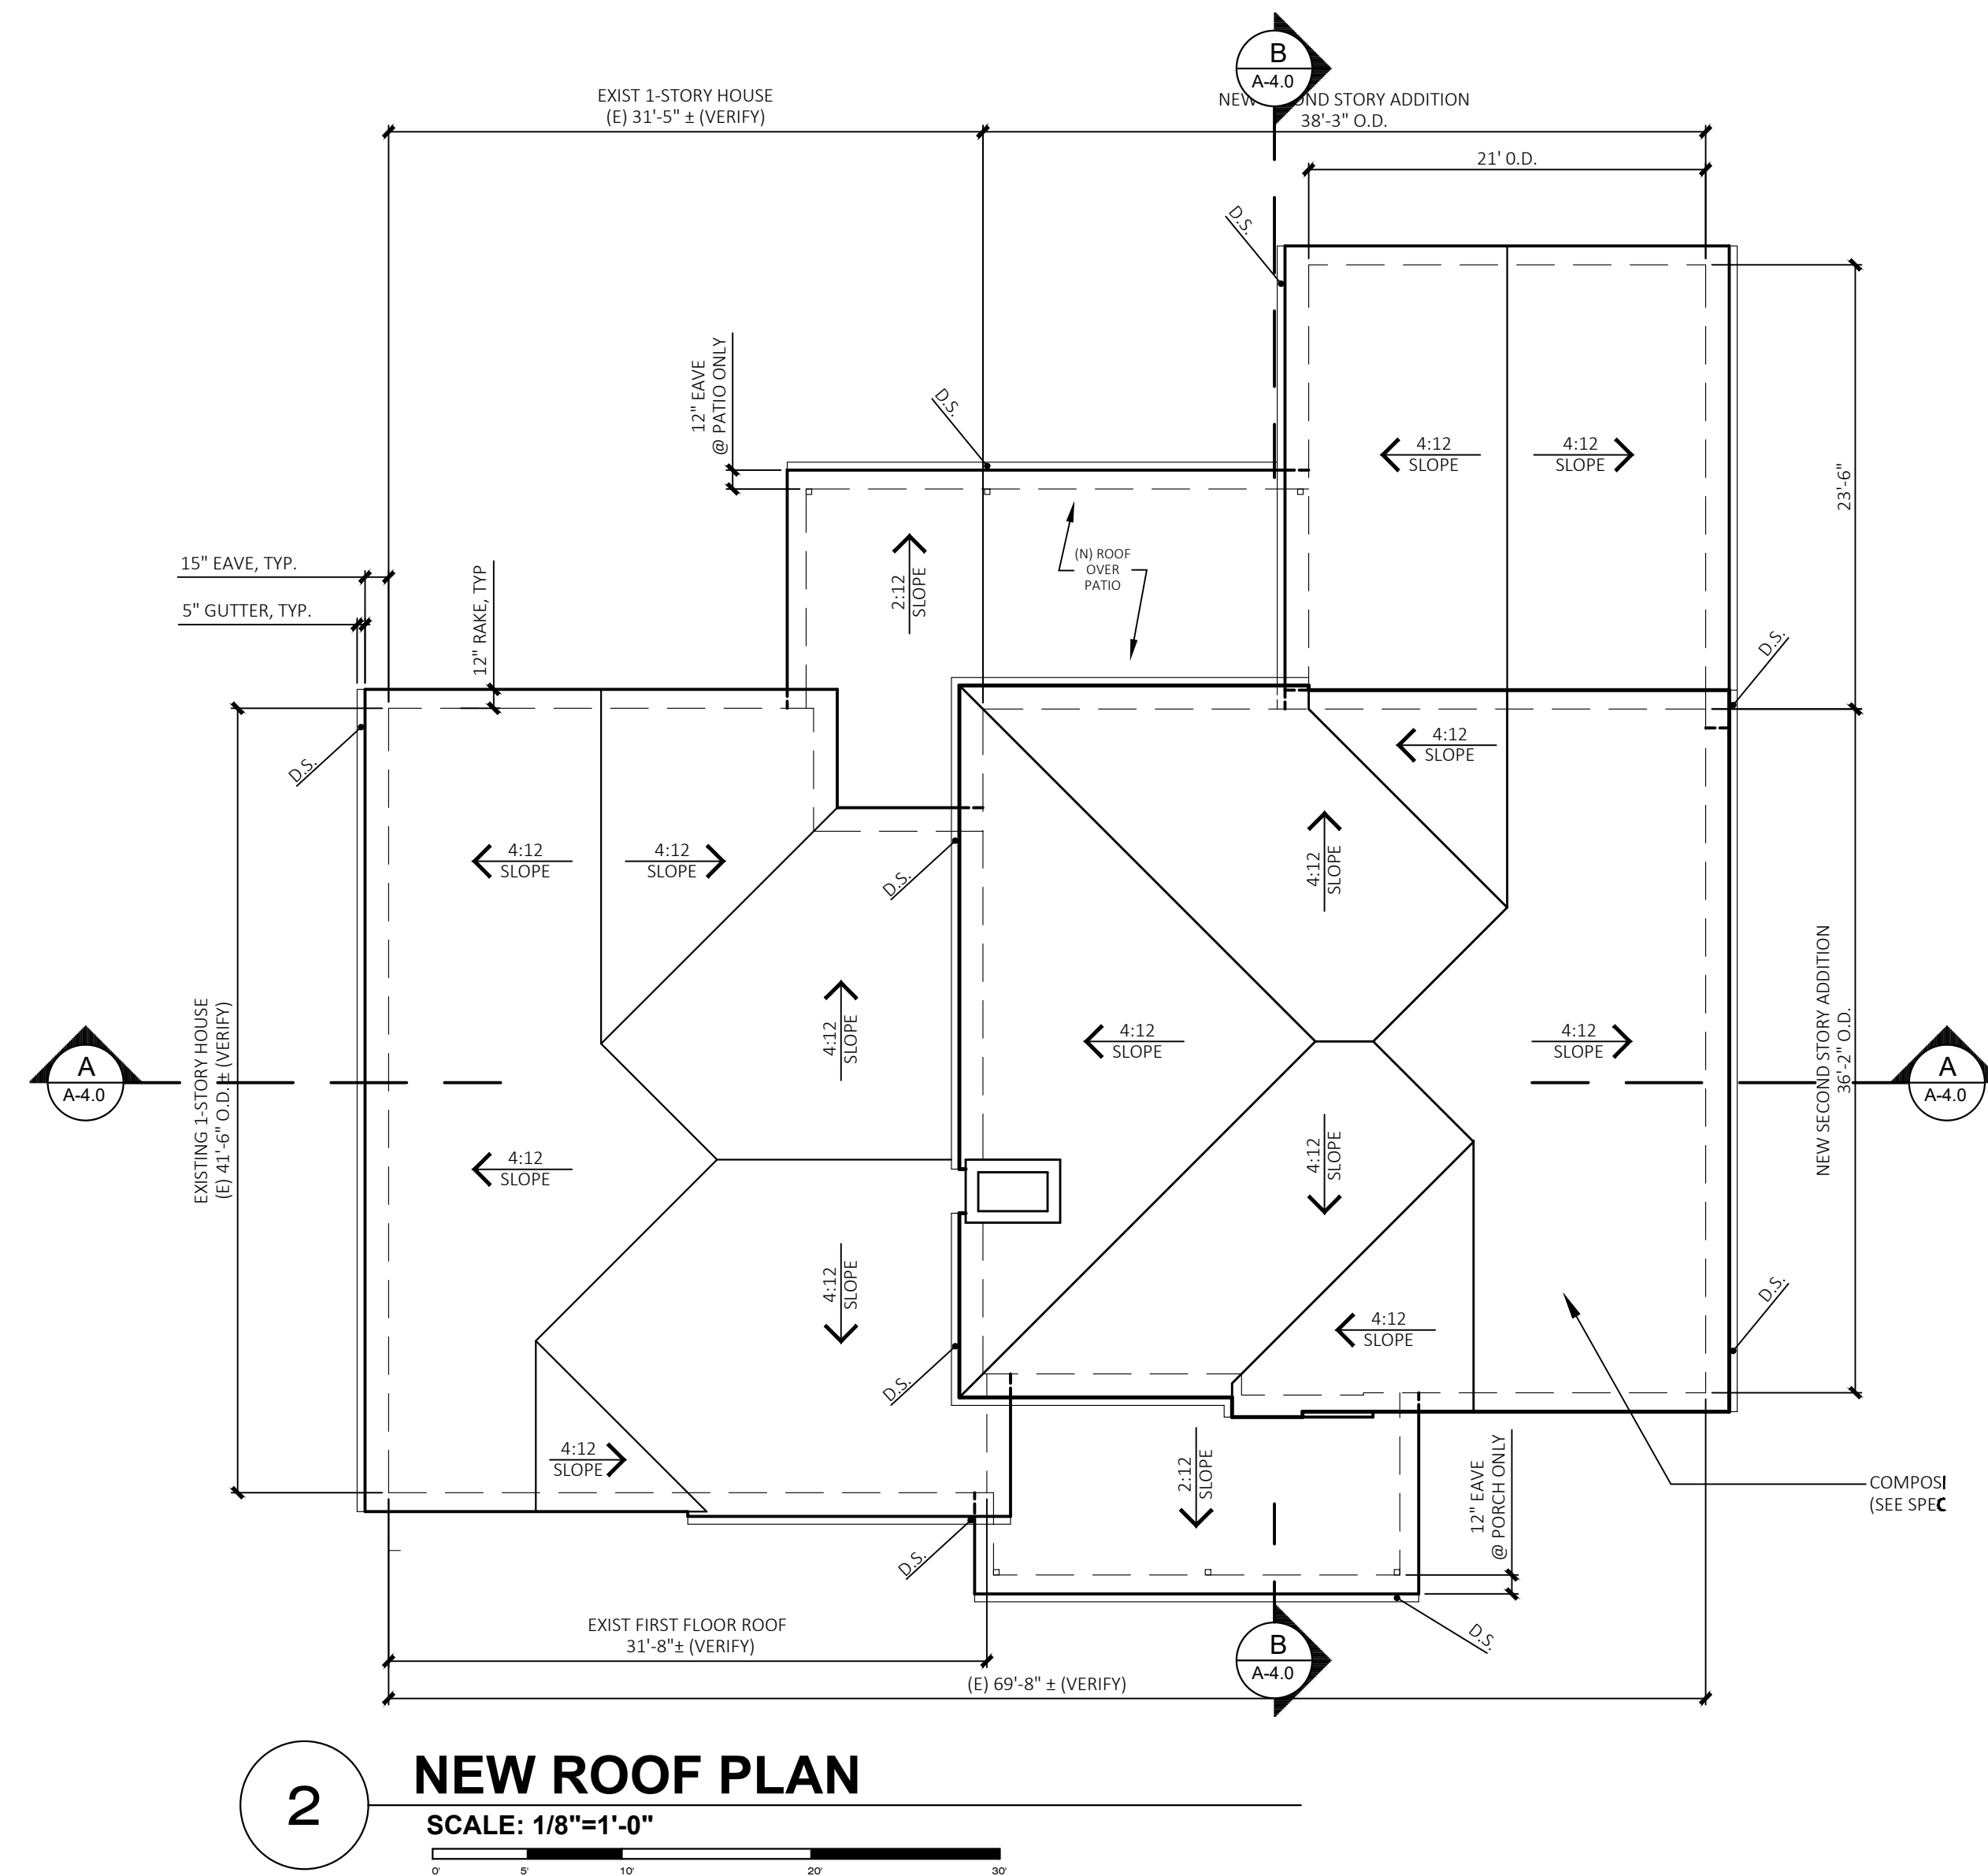 B
A-4.0
EXIST 1-STORY HOUSE
(E) 31'-5" ± (VERIFY)
NEW OND STORY ADDITION
38'-3" O.D.
21' O.D.
D.S.
12" EAVE
@ PATIO ONLY
D.S.
4:12
SLOPE
4:12
SLOPE
23'-6"
15" EAVE, TYP.
5" GUTTER, TYP.
12" RAKE, TYP
2:12
SLOPE
(N) ROOF
OVER
PATIO
D.S.
D.S.
4:12
SLOPE
4:12
SLOPE
4:12
SLOPE
D.S.
4:12
SLOPE
EXISTING 1-STORY HOUSE
(E) 41'-6" O.D.± (VERIFY)
4:12
SLOPE
4:12
SLOPE
4:12
SLOPE
NEW SECOND STORY ADDITION
36'-2" O.D.
A
A-4.0
A
A-4.0
4:12
SLOPE
4:12
SLOPE
4:12
SLOPE
D.S.
4:12
SLOPE
D.S.
4:12
SLOPE
2:12
SLOPE
12" EAVE
@ PORCH ONLY
COMPOSI
(SEE SPEC
D.S.
D.S.
EXIST FIRST FLOOR ROOF
31'-8"± (VERIFY)
B
A-4.0
(E) 69'-8" ± (VERIFY)
2
NEW ROOF PLAN
SCALE: 1/8"=1'-0"
0' 5' 10' 20' 30'